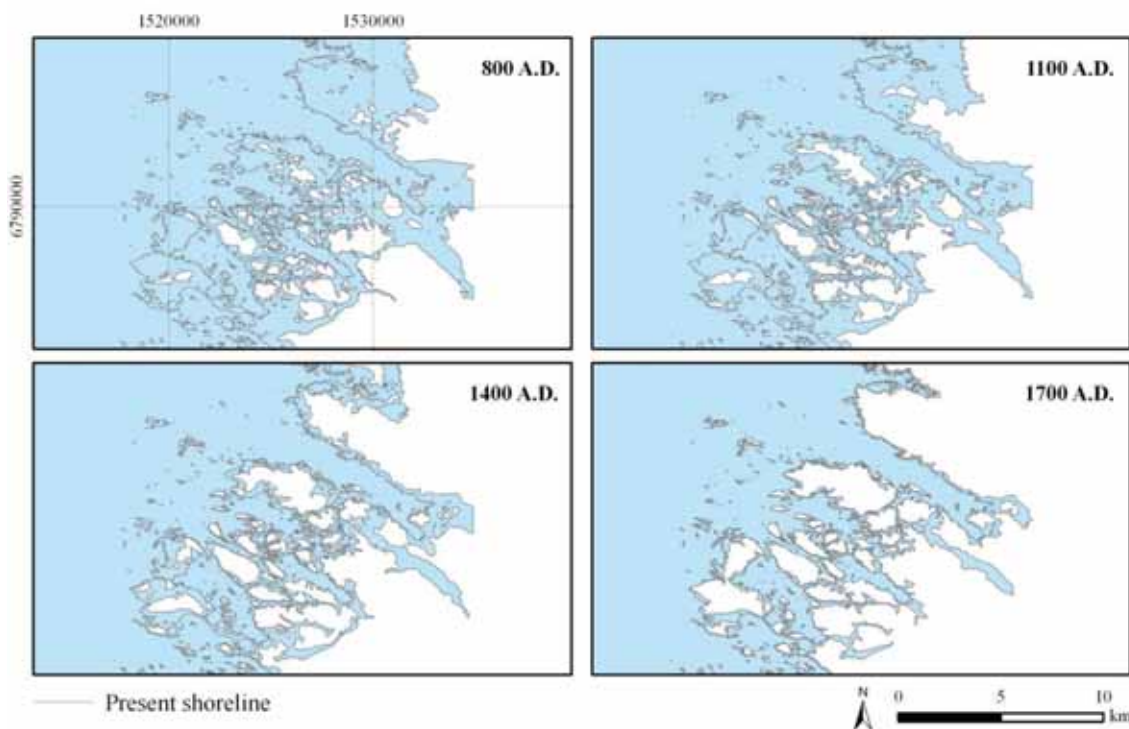 1520000 1530000
800 A.D.
1100 A.D.
6790000
1400 A.D.
1700 A.D.
Present shoreline
N
0 5 10
km